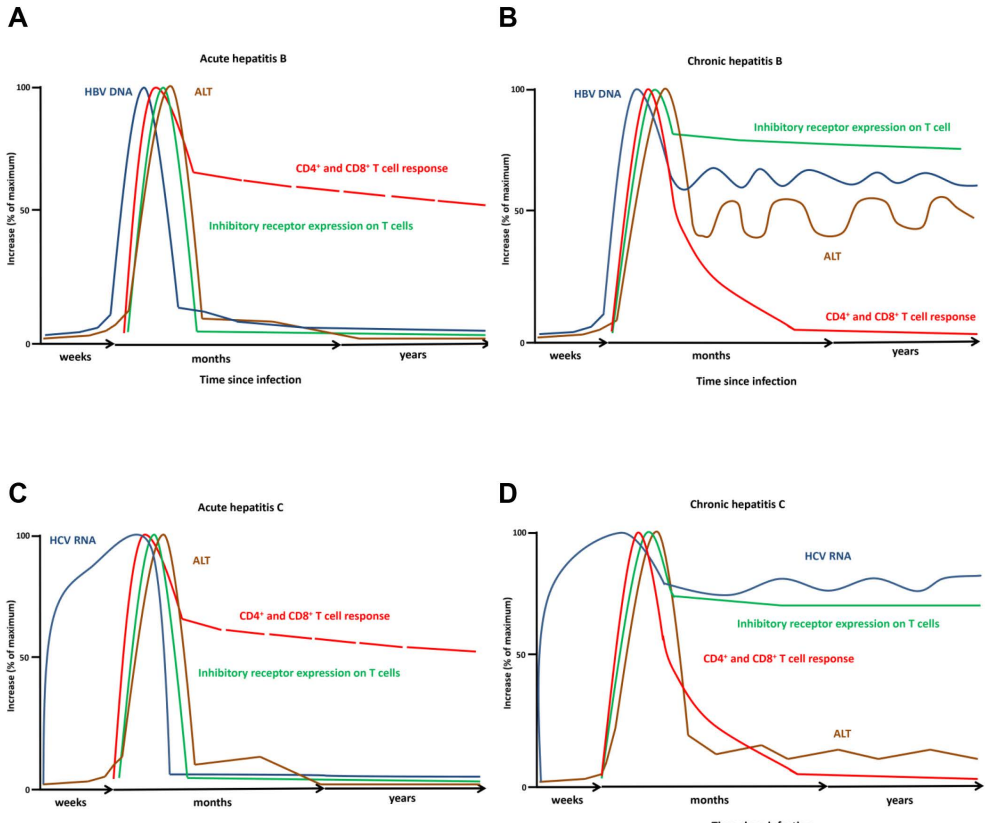 A
Acute hepatitis B
100
HBV DNA
ALT
CD4⁺ and CD8⁺ T cell response
50
Inhibitory receptor expression on T cells
Increase (% of maximum)
0
weeks
months
years
Time since infection
B
Chronic hepatitis B
100
HBV DNA
Inhibitory receptor expression on T cell
50
ALT
CD4⁺ and CD8⁺ T cell response
Increase (% of maximum)
0
weeks
months
years
Time since infection
C
Acute hepatitis C
100
HCV RNA
ALT
CD4⁺ and CD8⁺ T cell response
50
Inhibitory receptor expression on T cells
Increase (% of maximum)
0
weeks
months
years
D
Chronic hepatitis C
100
HCV RNA
Inhibitory receptor expression on T cells
50
CD4⁺ and CD8⁺ T cell response
ALT
Increase (% of maximum)
0
weeks
months
years